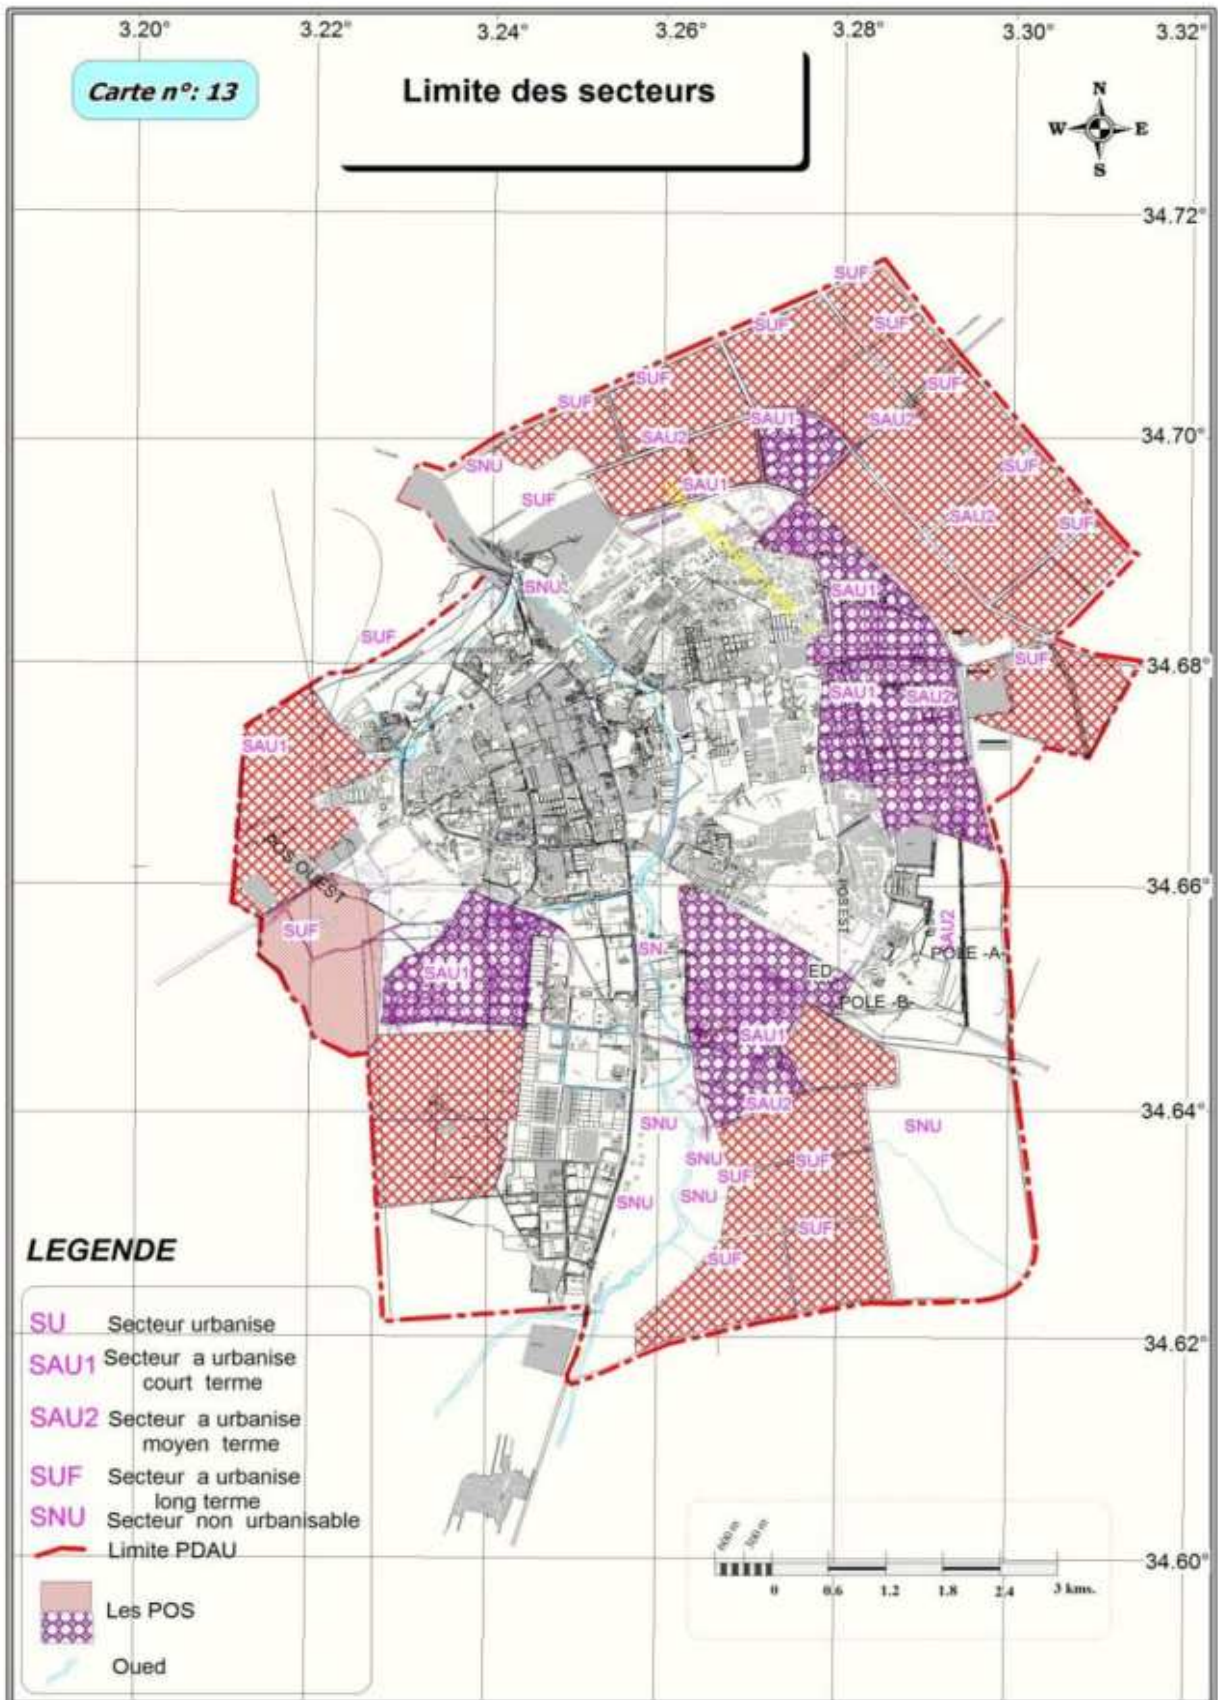 3.20°
3.22°
3.24°
3.26°
3.28°
3.30°
3.32°
Carte n°: 13
Limite des secteurs
N
W
E
S
34.72°
SUF
SUF
SUF
SUF
SUF
SUF
SAU1
SAU2
SAU2
34.70°
SNU
SUF
SAU1
SUF
SAU2
SUF
SNU
SAU1
SUF
SUF
34.68°
SAU1
SAU2
SAU1
POS OUEST
34.66°
POS EST
SUF
SAU2
SN
POLE -A-
SAU1
ED
POLE -B-
SAU1
SAU2
34.64°
SNU
SNU
SNU
SUF
SUF
SNU
SNU
SUF
SUF
LEGENDE
SU Secteur urbanise
34.62°
SAU1 Secteur a urbanise
court terme
SAU2 Secteur a urbanise
moyen terme
SUF Secteur a urbanise
long terme
SNU Secteur non urbanisable
Limite PDAU
34.60°
600 m
300 m
0
0.6
1.2
1.8
2.4
3 kms.
Les POS
Oued